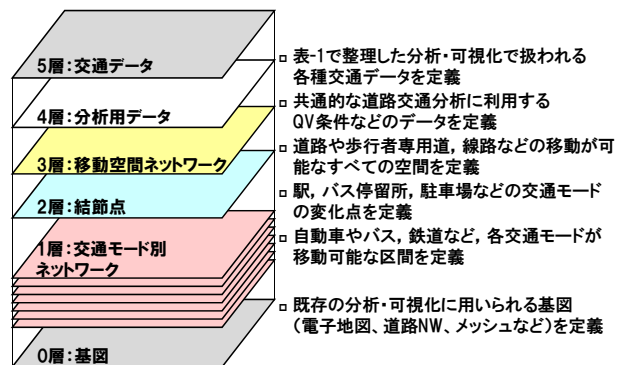 5層:交通データ
▫ 表-1で整理した分析・可視化で扱われる
各種交通データを定義
4層:分析用データ
▫ 共通的な道路交通分析に利用する
QV条件などのデータを定義
3層:移動空間ネットワーク
▫ 道路や歩行者専用道，線路などの移動が可
能なすべての空間を定義
2層:結節点
▫ 駅，バス停留所，駐車場などの交通モード
の変化点を定義
1層:交通モード別
ネットワーク
▫ 自動車やバス，鉄道など，各交通モードが
移動可能な区間を定義
0層:基図
▫ 既存の分析・可視化に用いられる基図
（電子地図、道路NW、メッシュなど）を定義